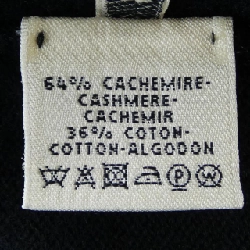 64% CACHEMIRE-
CASHMERE-
CACHEMIR
36% COTON-
COTTON-ALGODON
P